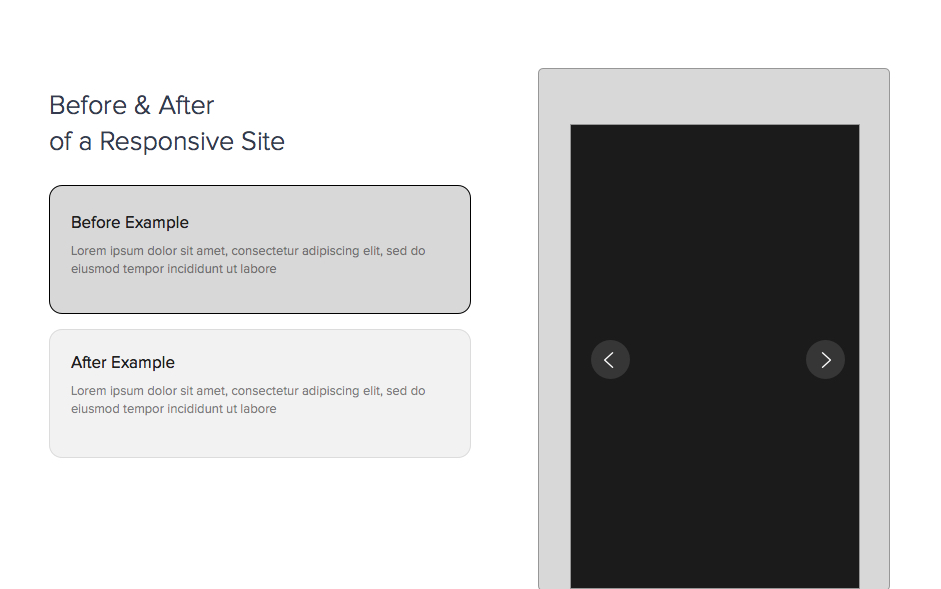 Before & After
of a Responsive Site
Before Example
Lorem ipsum dolor sit amet, consectetur adipiscing elit, sed do
eiusmod tempor incididunt ut labore
After Example
Lorem ipsum dolor sit amet, consectetur adipiscing elit, sed do
eiusmod tempor incididunt ut labore